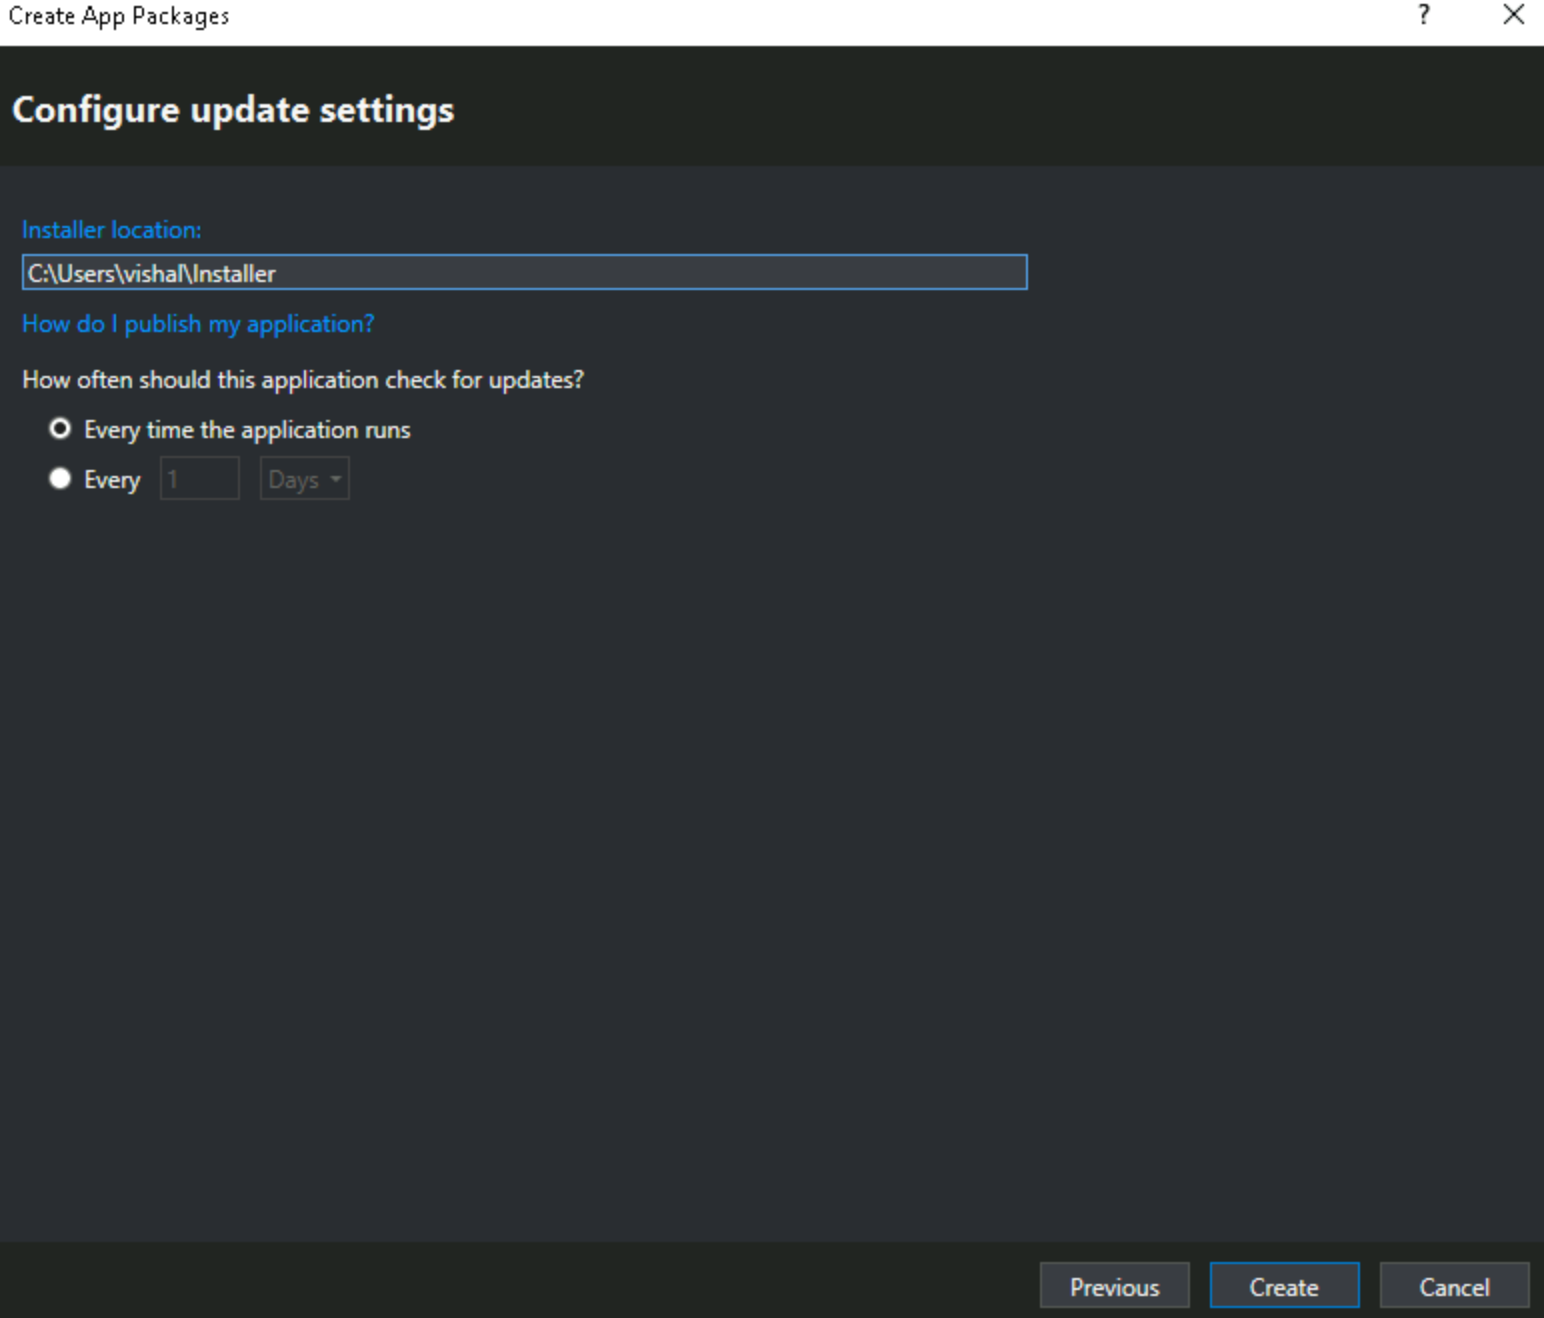 Create App Packages ?
Configure update settings
Installer location:
C:\Users\vishal\Installer
How do I publish my application?
How often should this application check for updates?
Every time the application runs
Every 1 Days
Previous Create Cancel